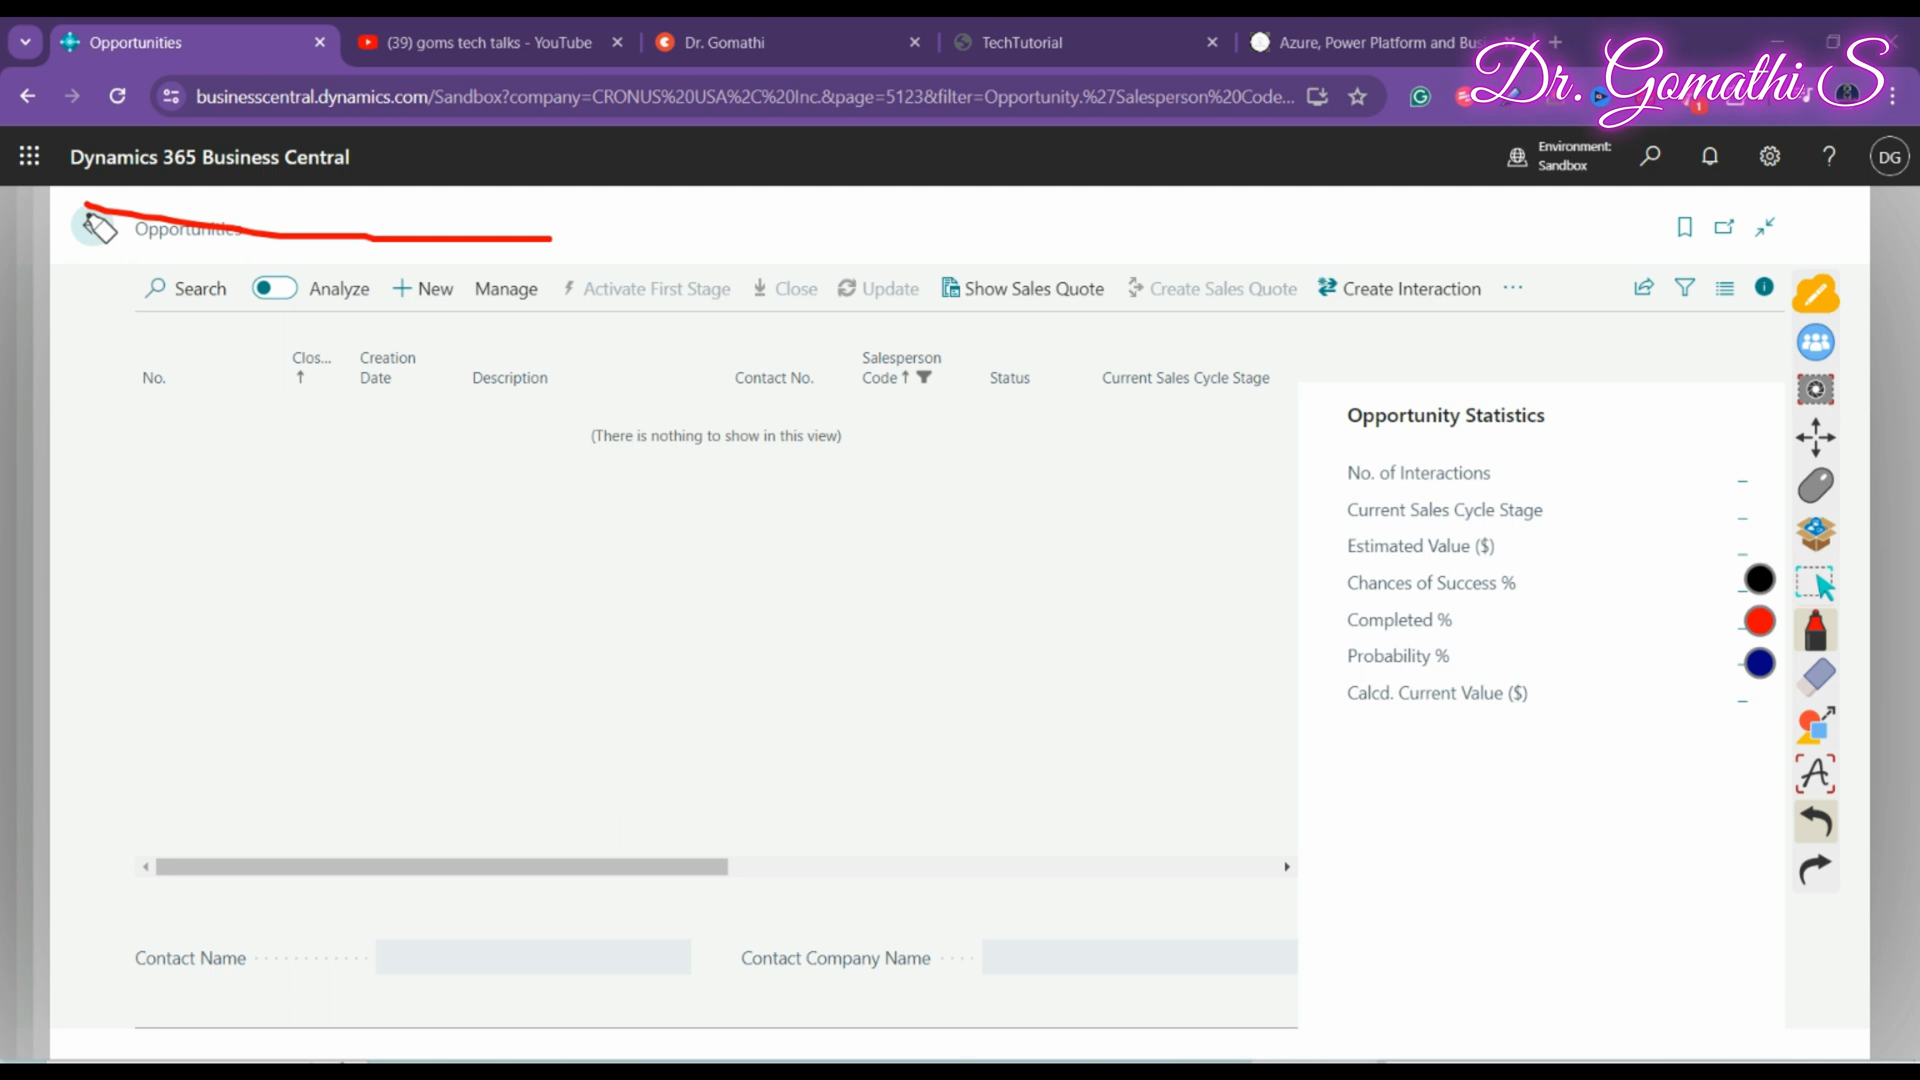 Opportunities
(39) goms tech talks - YouTube
Dr. Gomathi
TechTutorial
Azure, Power Platform and Bus
Dr. Gomathi S
businesscentral.dynamics.com/Sandbox?company=CRONUS%20USA%2C%20Inc.&page=5123&filter=Opportunity.%27Salesperson%20Code...
Dynamics 365 Business Central
Environment:
Sandbox
DG
Opportunities
Search
Analyze
New
Manage
Activate First Stage
Close
Update
Show Sales Quote
Create Sales Quote
Create Interaction
No.
Clos... ↑
Creation Date
Description
Contact No.
Salesperson Code ↑
Status
Current Sales Cycle Stage
(There is nothing to show in this view)
Opportunity Statistics
No. of Interactions _
Current Sales Cycle Stage _
Estimated Value ($) _
Chances of Success % _
Completed % _
Probability % _
Calcd. Current Value ($) _
Contact Name
Contact Company Name